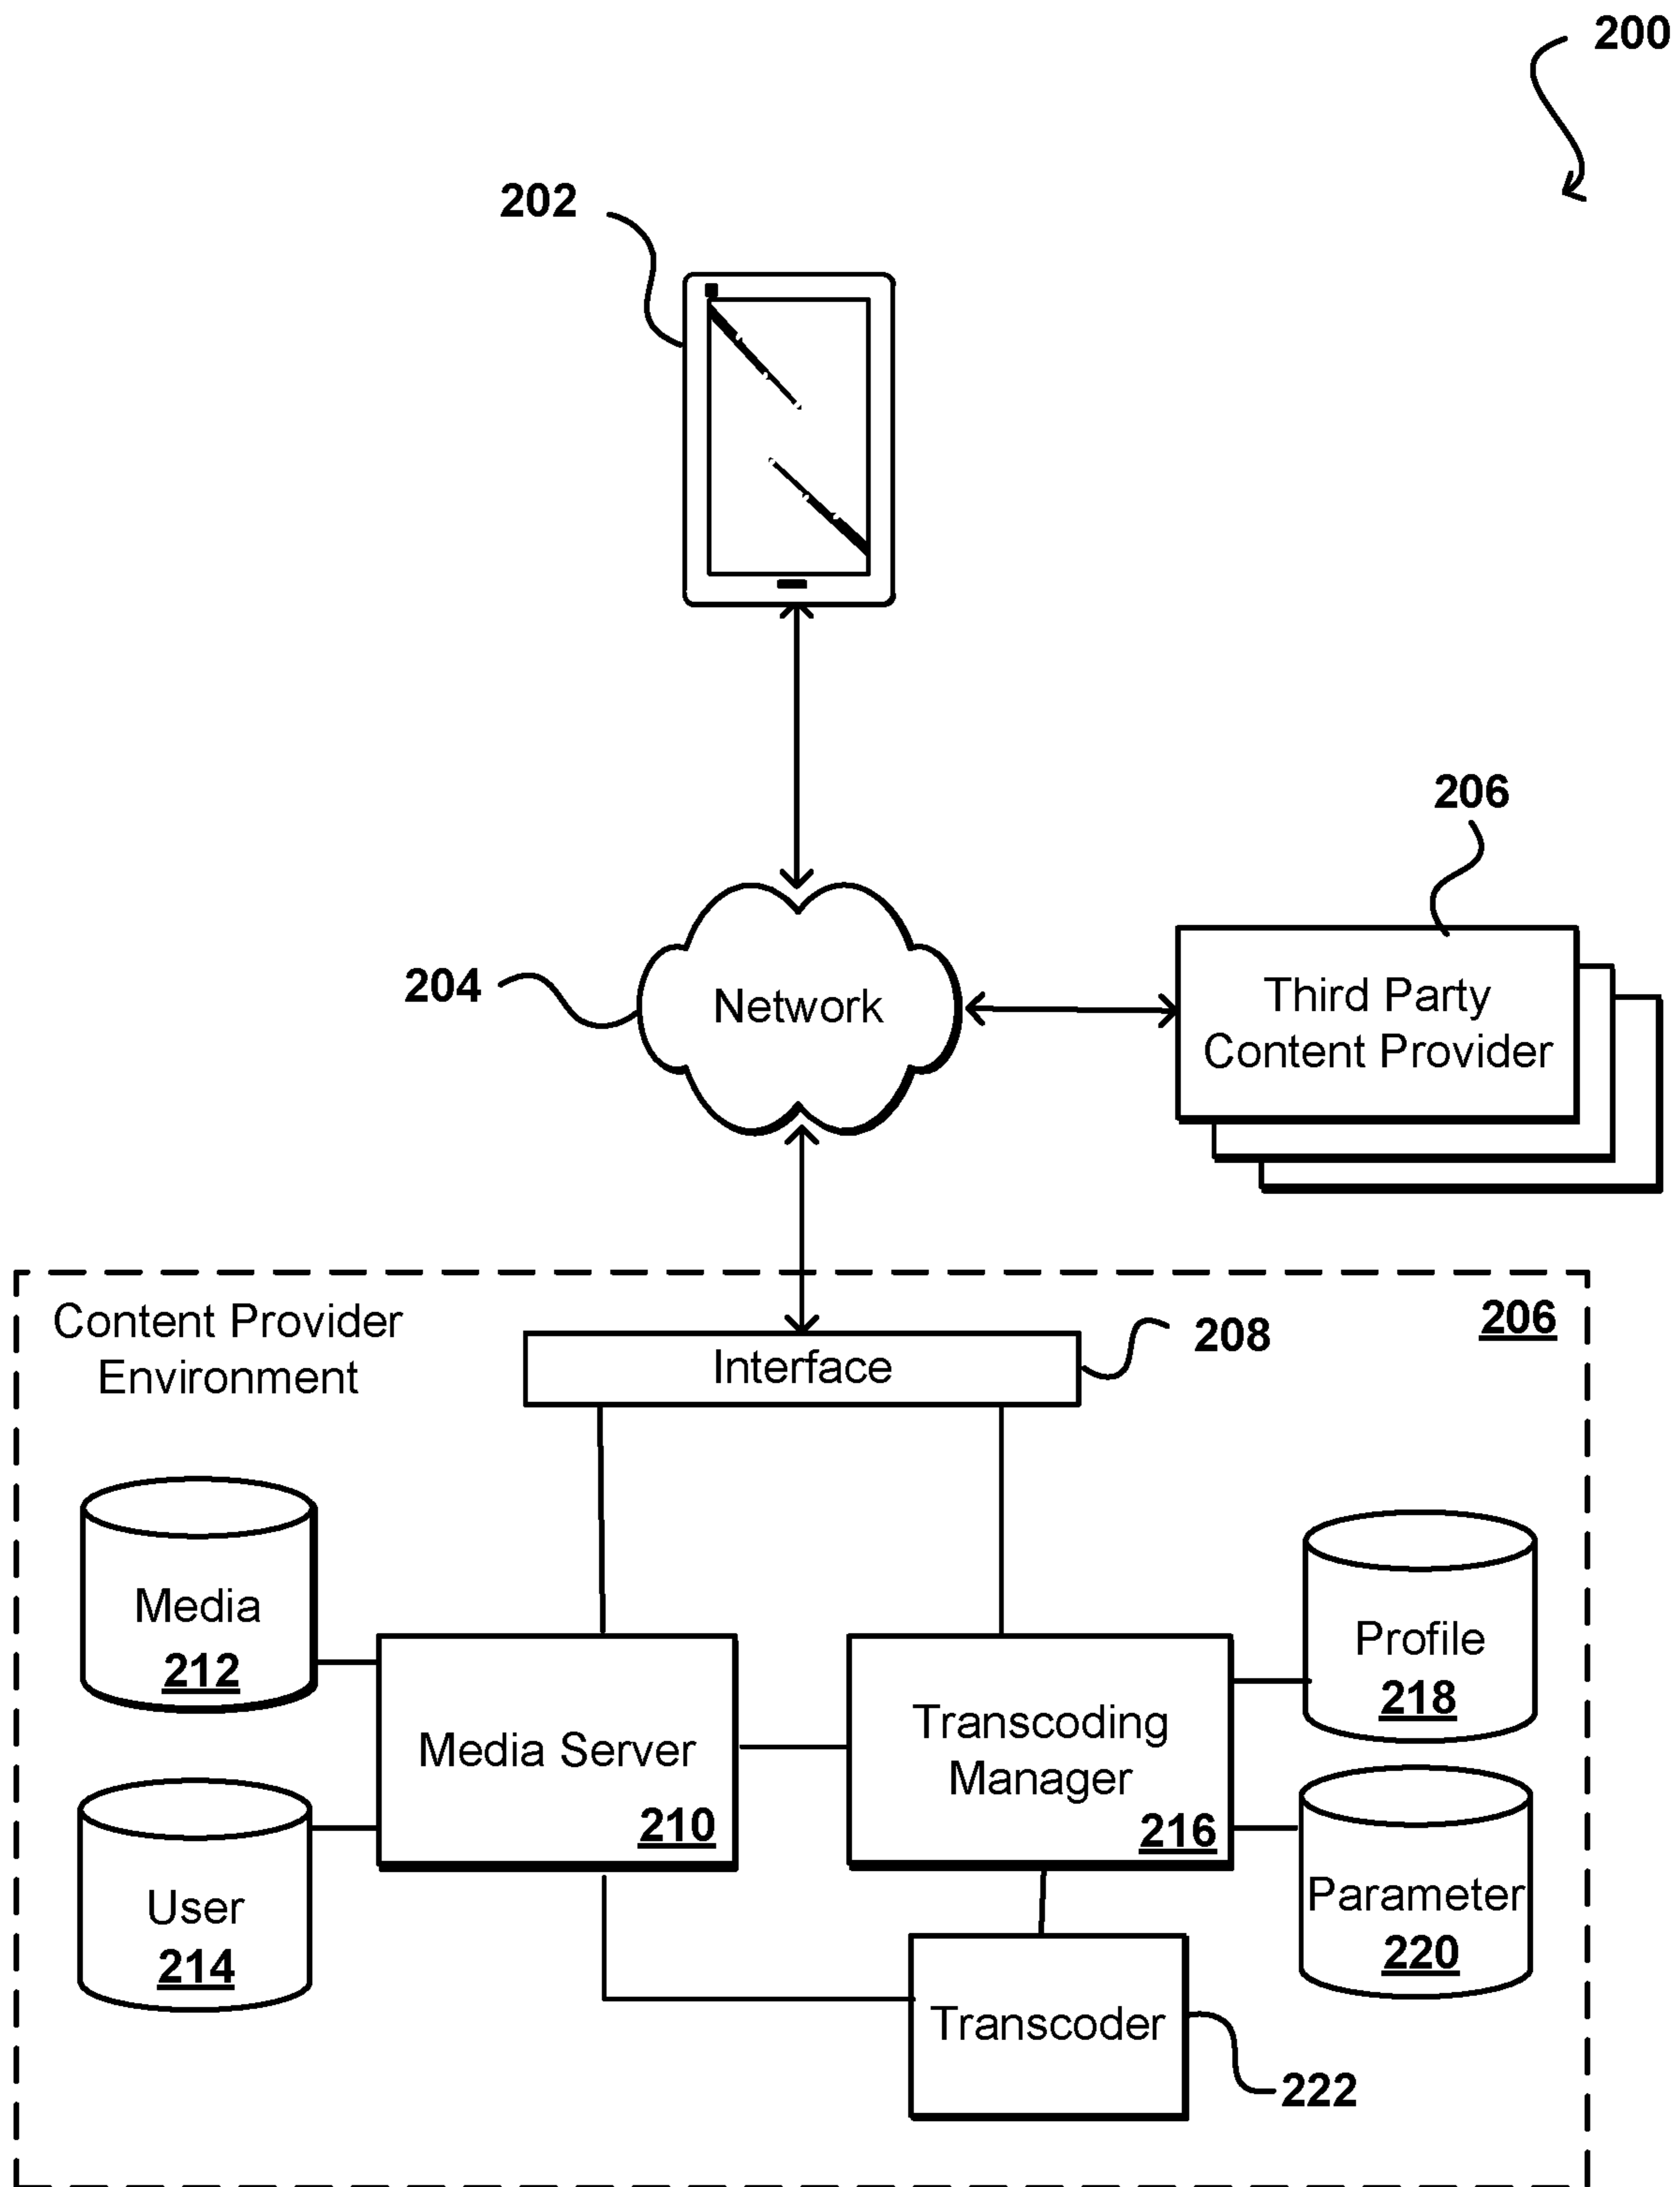 200
202
206
204
Network
Third Party
Content Provider
Content Provider
Environment
206
208
Interface
Media
212
Profile
218
Media Server
210
Transcoding
Manager
216
User
214
Parameter
220
Transcoder
222